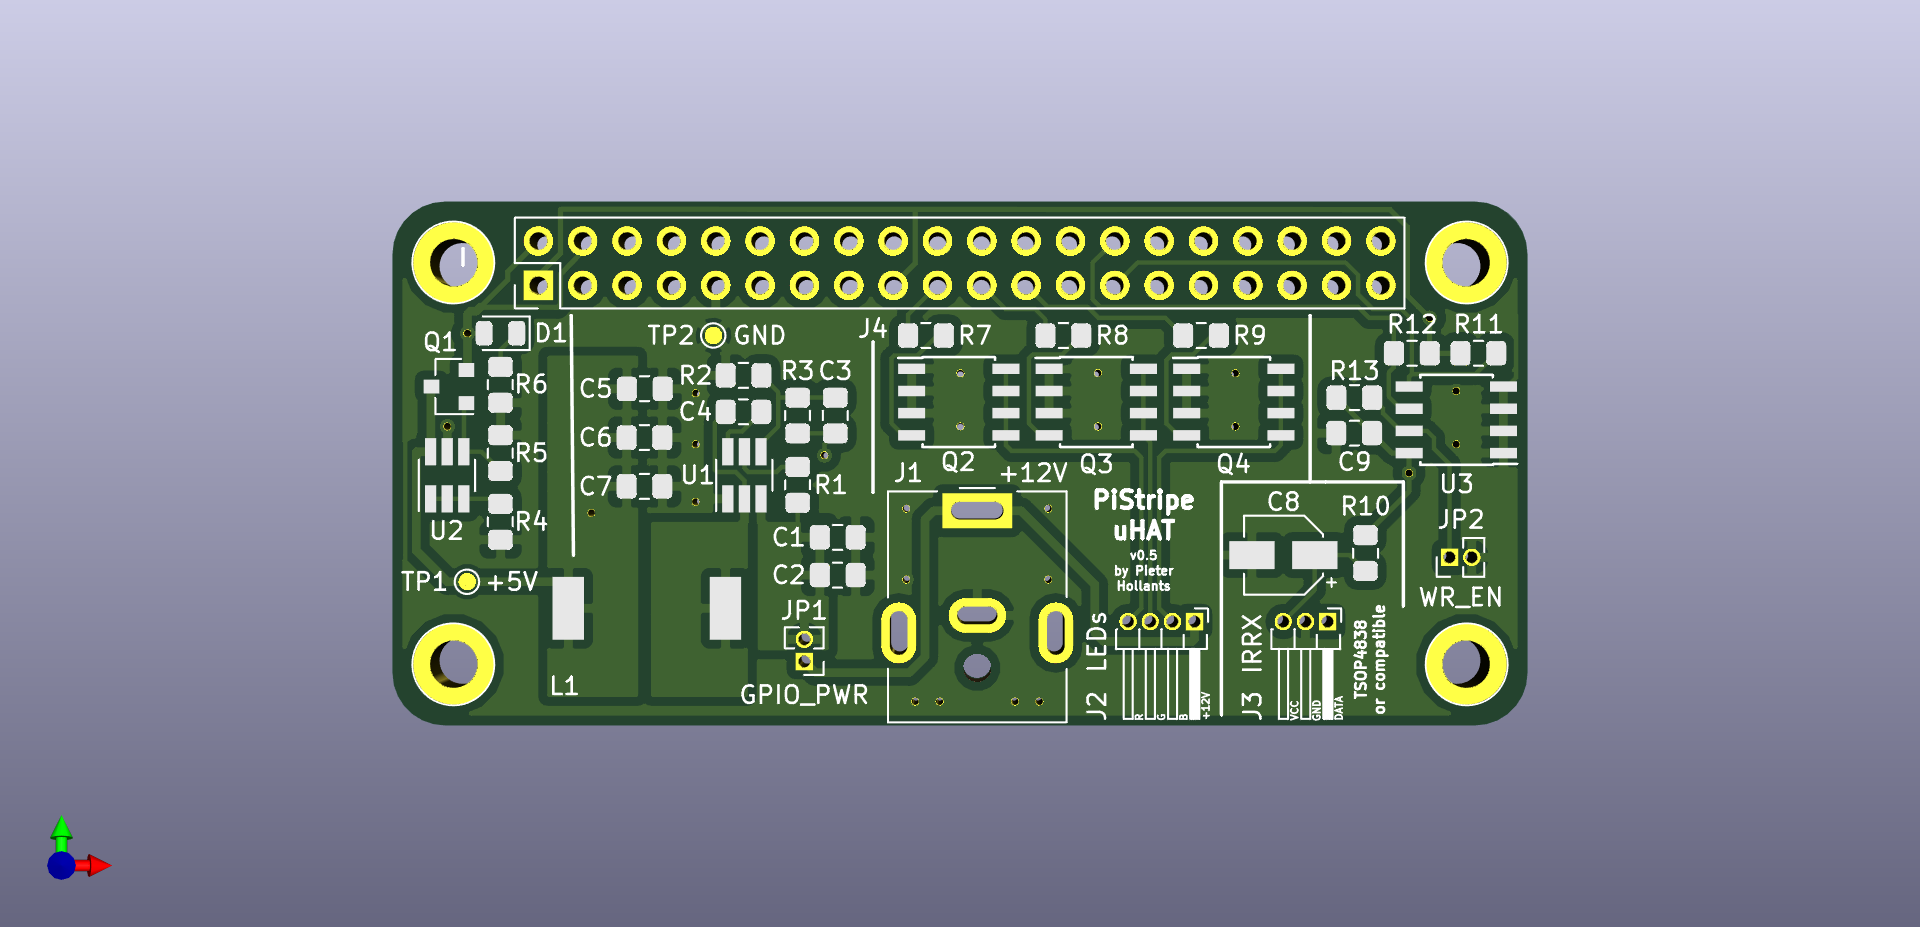 J4
TP2 GND
R7
R8
R9
R12 R11
Q1
D1
R6
R5
R4
U2
TP1 +5V
C5
C6
C7
R2
C4
R3 C3
U1
R1
C1
C2
JP1
GPIO_PWR
L1
J1
Q2
+12V
Q3
Q4
R13
C9
U3
JP2
WR_EN
C8
R10
+
PiStripe
uHAT
v0.5
by Pieter
Hollants
J2 LEDs
R
G
B
+12V
J3 IRRX
VCC
GND
DATA
TSOP4838
or compatible